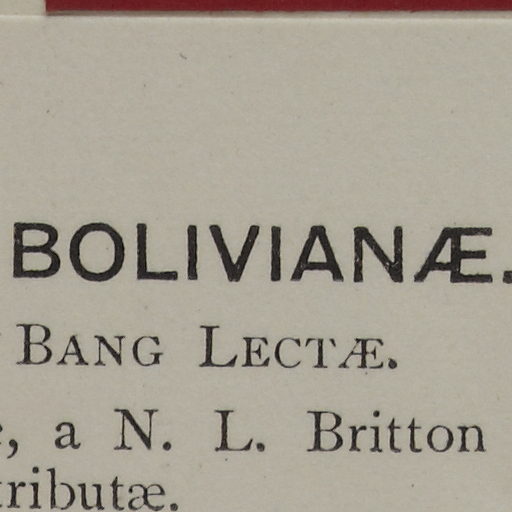 BOLIVIANÆ.
BANG LECTÆ.
a N. L. Britton
tributæ.